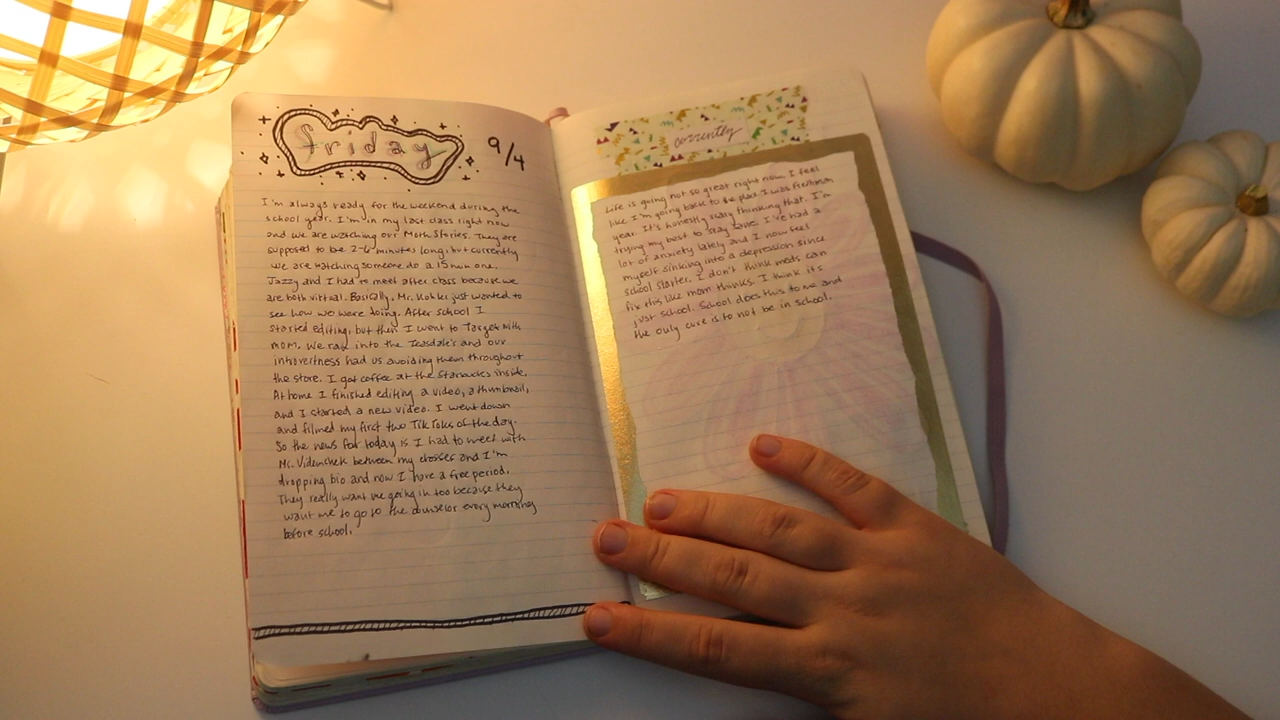 friday
9/4
I'm always ready for the weekend during the
school year. I'm in my last class right now
and we are watching our Moth Stories. They are
supposed to be 2-6 minutes long, but currently
we are watching someone do a 15 min one.
Jazzy and I had to meet after class because we
are both virtual. Basically, Mr. Kohler just wanted to
see how we were doing. After school I
started editing, but then I went to Target with
mom. We ran into the Teasdale's and our
introvertness had us avoiding them throughout
the store. I got coffee at the Starbucks inside.
At home I finished editing a video, a thumbnail,
and I started a new video. I went down
and filmed my first two TikToks of the day.
So the news for today is I had to meet with
Ms. between my classes and I'm
dropping bio and now I have a free period.
They really want me going in too because they
want me to go to the counselor every morning
before school.
currently
Life is going not so great right now. I feel
like I'm going back to the place I was freshman
year. It's honestly scary thinking that. I'm
trying my best to stay I've had a
lot of anxiety lately and I now feel
myself sinking into a depression since
school starter. I don't think meds can
fix this like mom thinks. I think its
just school. School does this to me and
the only cure is to not be in school.